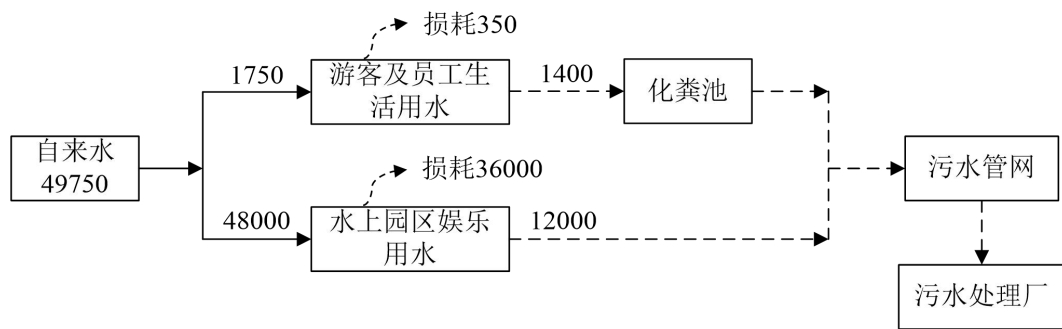 损耗350
1750
游客及员工生
活用水
1400
化粪池
自来水
49750
损耗36000
污水管网
48000
水上园区娱乐
用水
12000
污水处理厂